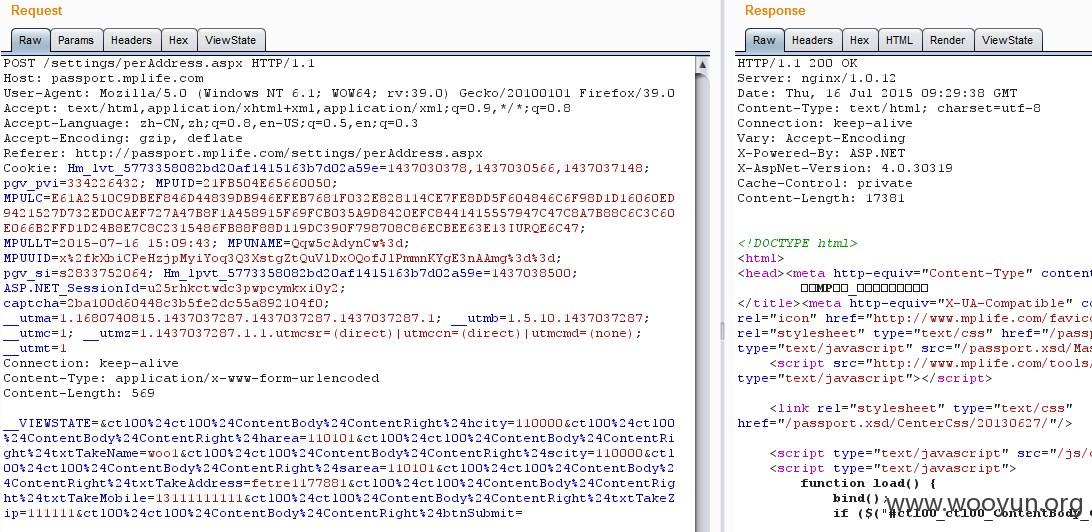 Request
Raw Params Headers Hex ViewState
POST /settings/perAddress.aspx HTTP/1.1
Host: passport.mplife.com
User-Agent: Mozilla/5.0 (Windows NT 6.1; WOW64; rv:39.0) Gecko/20100101 Firefox/39.0
Accept: text/html,application/xhtml+xml,application/xml;q=0.9,*/*;q=0.8
Accept-Language: zh-CN,zh;q=0.8,en-US;q=0.5,en;q=0.3
Accept-Encoding: gzip, deflate
Referer: http://passport.mplife.com/settings/perAddress.aspx
Cookie: Hm_lvt_5773358082bd20af1415163b7d02a59e=1437030378,1437030566,1437037148;
pgv_pvi=334226432; MPUID=21FB504E65660050;
MPULC=E61A2510C9DBEF846D44839DB946EFEB7681F032E828114CE7FE8DD5F604846C6F98D1D16060ED
9421527D732ED0CAEF727A47B8F1A458915F69FCB035A9D8420EFC8441415557947C47C8A7B88C6C3C60
E066B2FFD1D24B8E7C8C2315486FB88F88D119DC390F798708C86ECBEE63E13IURQE6C47;
MPULLT=2015-07-16 15:09:43; MPUNAME=Qqw5cAdynCw%3d;
MPUUID=x%2fkXbiCPeHzjpMyiYoq3Q3XstgZtQuVlDxOQofJlPmmnKYgE3nAAmg%3d%3d;
pgv_si=s2833752064; Hm_lpvt_5773358082bd20af1415163b7d02a59e=1437038500;
ASP.NET_SessionId=u25rhkctwdc3pwpcymkxi0y2;
captcha=2ba100d60448c3b5fe2dc55a892104f0;
__utma=1.1680740815.1437037287.1437037287.1437037287.1; __utmb=1.5.10.1437037287;
__utmc=1; __utmz=1.1437037287.1.1.utmcsr=(direct)|utmccn=(direct)|utmcmd=(none);
__utmt=1
Connection: keep-alive
Content-Type: application/x-www-form-urlencoded
Content-Length: 569
__VIEWSTATE=&ctl00%24ctl00%24ContentBody%24ContentRight%24hcity=110000&ctl00%24ctl00
%24ContentBody%24ContentRight%24harea=110101&ctl00%24ctl00%24ContentBody%24ContentRi
ght%24txtTakeName=woo1&ctl00%24ctl00%24ContentBody%24ContentRight%24scity=110000&ctl
00%24ctl00%24ContentBody%24ContentRight%24sarea=110101&ctl00%24ctl00%24ContentBody%2
4ContentRight%24txtTakeAddress=fetre1177881&ctl00%24ctl00%24ContentBody%24ContentRig
ht%24txtTakeMobile=13111111111&ctl00%24ctl00%24ContentBody%24ContentRight%24txtTakeZ
ip=111111&ctl00%24ctl00%24ContentBody%24ContentRight%24btnSubmit=
Response
Raw Headers Hex HTML Render ViewState
HTTP/1.1 200 OK
Server: nginx/1.0.12
Date: Thu, 16 Jul 2015 09:29:38 GMT
Content-Type: text/html; charset=utf-8
Connection: keep-alive
Vary: Accept-Encoding
X-Powered-By: ASP.NET
X-AspNet-Version: 4.0.30319
Cache-Control: private
Content-Length: 17381
<!DOCTYPE html>
<html>
<head><meta http-equiv="Content-Type" content
□□MP□□_□□□□□□□□□
</title><meta http-equiv="X-UA-Compatible" co
rel="icon" href="http://www.mplife.com/favico
rel="stylesheet" type="text/css" href="/passp
type="text/javascript" src="/passport.xsd/Mas
<script src="http://www.mplife.com/tools/
type="text/javascript"></script>
<link rel="stylesheet" type="text/css"
href="/passport.xsd/CenterCss/20130627/"/>
<script type="text/javascript" src="/js/c
<script type="text/javascript">
function load() {
bind();
if ($("#ctl00_ctl00_ContentBody_
www.wooyun.org